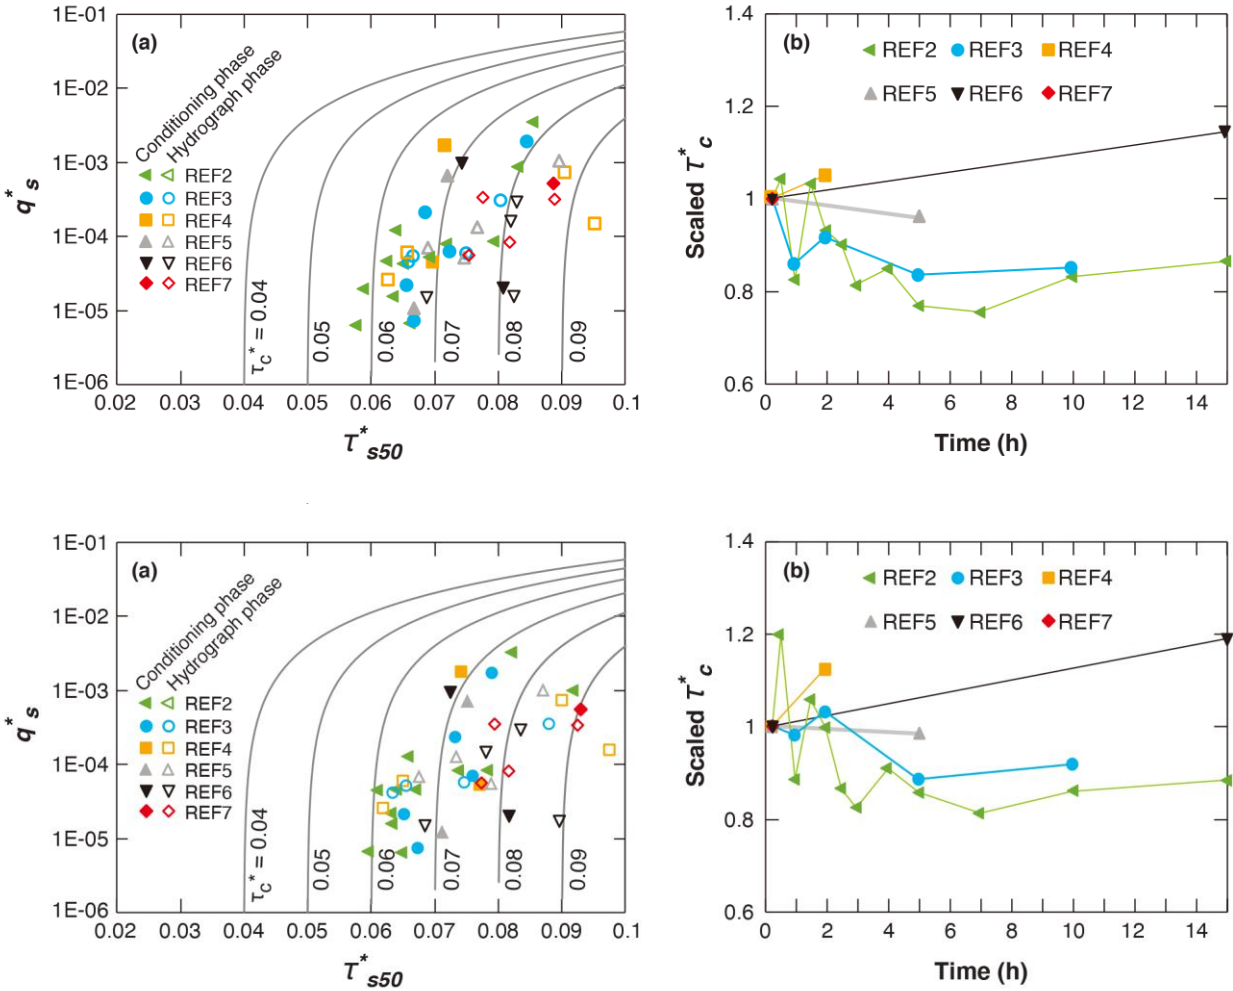 (a)
1E-01
1E-02
1E-03
1E-04
1E-05
1E-06
q*s
Conditioning phase
Hydrograph phase
REF2
REF3
REF4
REF5
REF6
REF7
τc* = 0.04
0.05
0.06
0.07
0.08
0.09
0.02 0.03 0.04 0.05 0.06 0.07 0.08 0.09 0.1
τ*s50
(b)
REF2 REF3 REF4
REF5 REF6 REF7
1.4
1.2
1
0.8
0.6
Scaled τ*c
0 2 4 6 8 10 12 14
Time (h)
(a)
1E-01
1E-02
1E-03
1E-04
1E-05
1E-06
q*s
Conditioning phase
Hydrograph phase
REF2
REF3
REF4
REF5
REF6
REF7
τc* = 0.04
0.05
0.06
0.07
0.08
0.09
0.02 0.03 0.04 0.05 0.06 0.07 0.08 0.09 0.1
τ*s50
(b)
REF2 REF3 REF4
REF5 REF6 REF7
1.4
1.2
1
0.8
0.6
Scaled τ*c
0 2 4 6 8 10 12 14
Time (h)